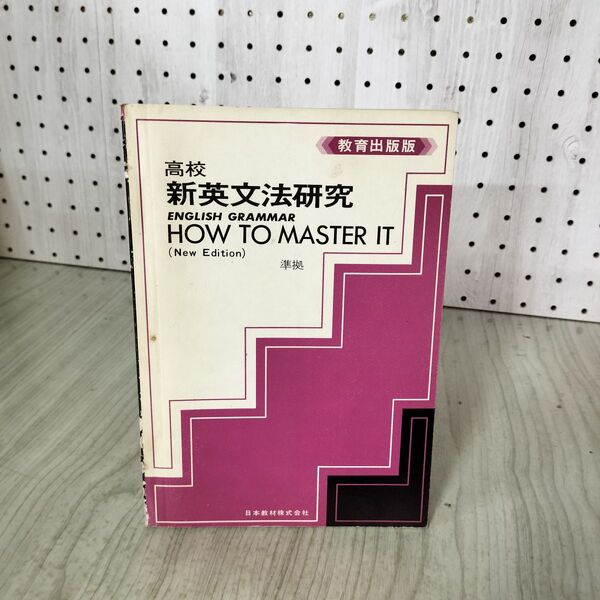 教育出版版
高校
新英文法研究
ENGLISH GRAMMAR
HOW TO MASTER IT
(New Edition)
準拠
日本教材株式会社